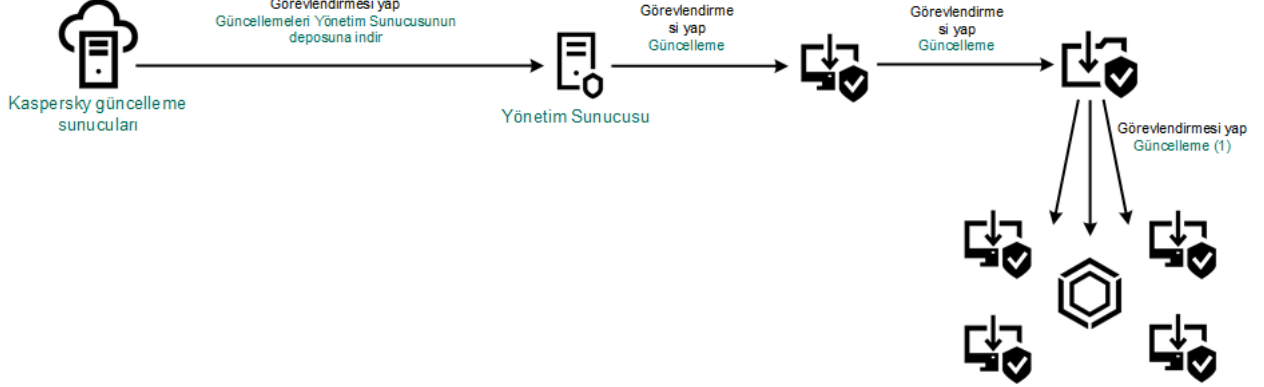 Görevlendirmesi yap
Güncellemeleri Yönetim Sunucusunun
deposuna indir
Görevlendirme
si yap
Güncelleme
Görevlendirme
si yap
Güncelleme
Kaspersky güncelleme
sunucuları
Yönetim Sunucusu
Görevlendirmesi yap
Güncelleme (1)